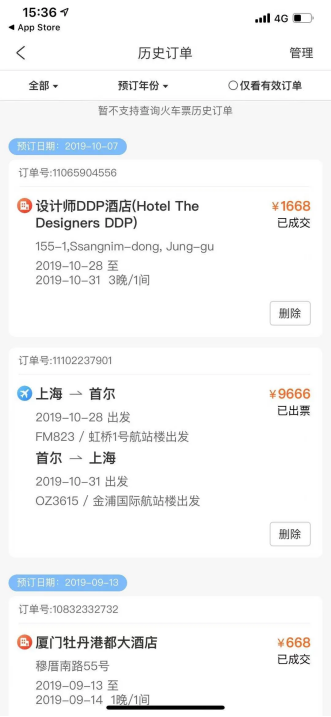 15:36
4G
◀ App Store
历史订单
管理
全部
预订年份
仅看有效订单
暂不支持查询火车票历史订单
预订日期：2019-10-07
订单号:11065904556
设计师DDP酒店(Hotel The
Designers DDP)
¥1668
已成交
155-1,Ssangnim-dong, Jung-gu
2019-10-28 至
2019-10-31 3晚/1间
删除
订单号:11102237901
上海 → 首尔
¥9666
已出票
2019-10-28 出发
FM823 / 虹桥1号航站楼出发
首尔 → 上海
2019-10-31 出发
OZ3615 / 金浦国际航站楼出发
删除
预订日期：2019-09-13
订单号:10832332732
厦门牡丹港都大酒店
¥668
已成交
穆厝南路55号
2019-09-13 至
2019-09-14 1晚/1间